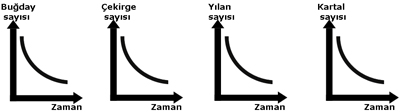 Buğday
sayısı
Zaman
Çekirge
sayısı
Zaman
Yılan
sayısı
Zaman
Kartal
sayısı
Zaman